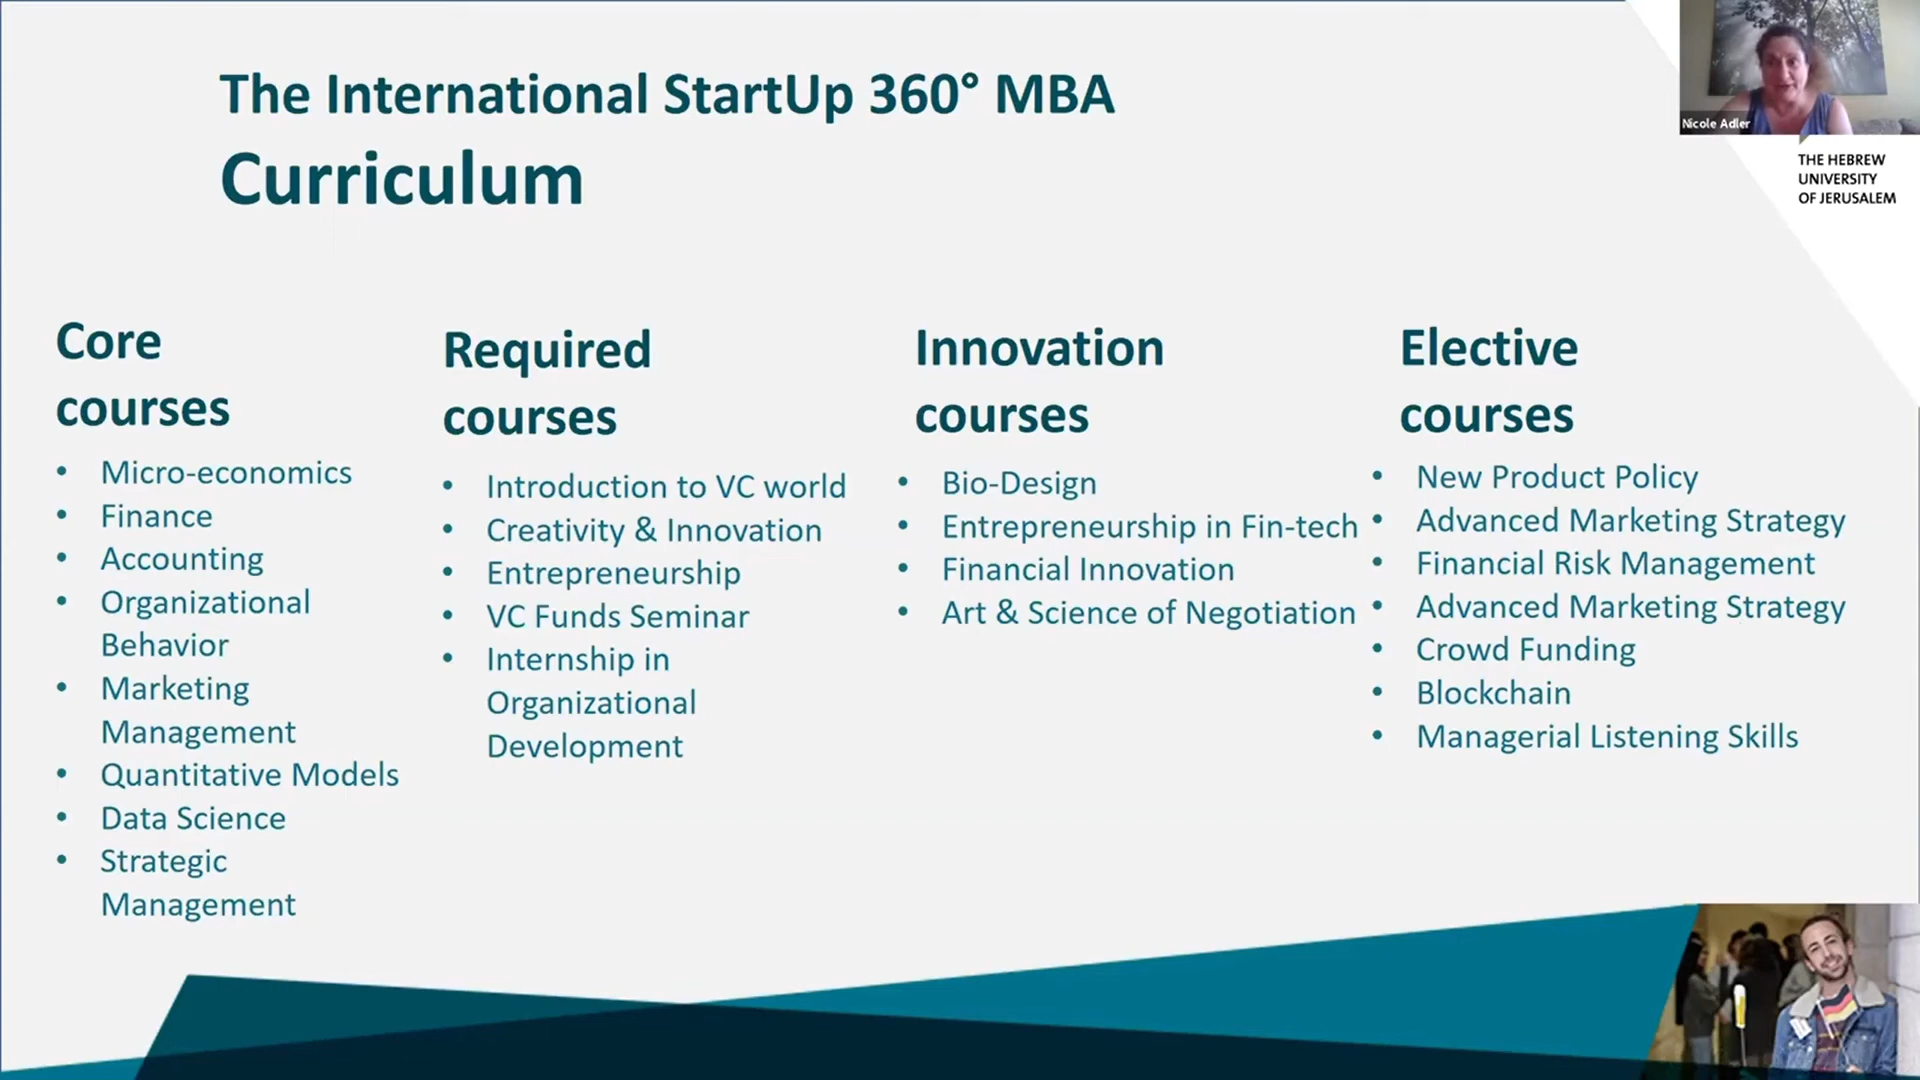 The International StartUp 360° MBA
Curriculum
Nicole Adler
THE HEBREW
UNIVERSITY
OF JERUSALEM
Core
courses
• Micro-economics
• Finance
• Accounting
• Organizational
Behavior
• Marketing
Management
• Quantitative Models
• Data Science
• Strategic
Management
Required
courses
• Introduction to VC world
• Creativity & Innovation
• Entrepreneurship
• VC Funds Seminar
• Internship in
Organizational
Development
Innovation
courses
• Bio-Design
• Entrepreneurship in Fin-tech
• Financial Innovation
• Art & Science of Negotiation
Elective
courses
• New Product Policy
• Advanced Marketing Strategy
• Financial Risk Management
• Advanced Marketing Strategy
• Crowd Funding
• Blockchain
• Managerial Listening Skills